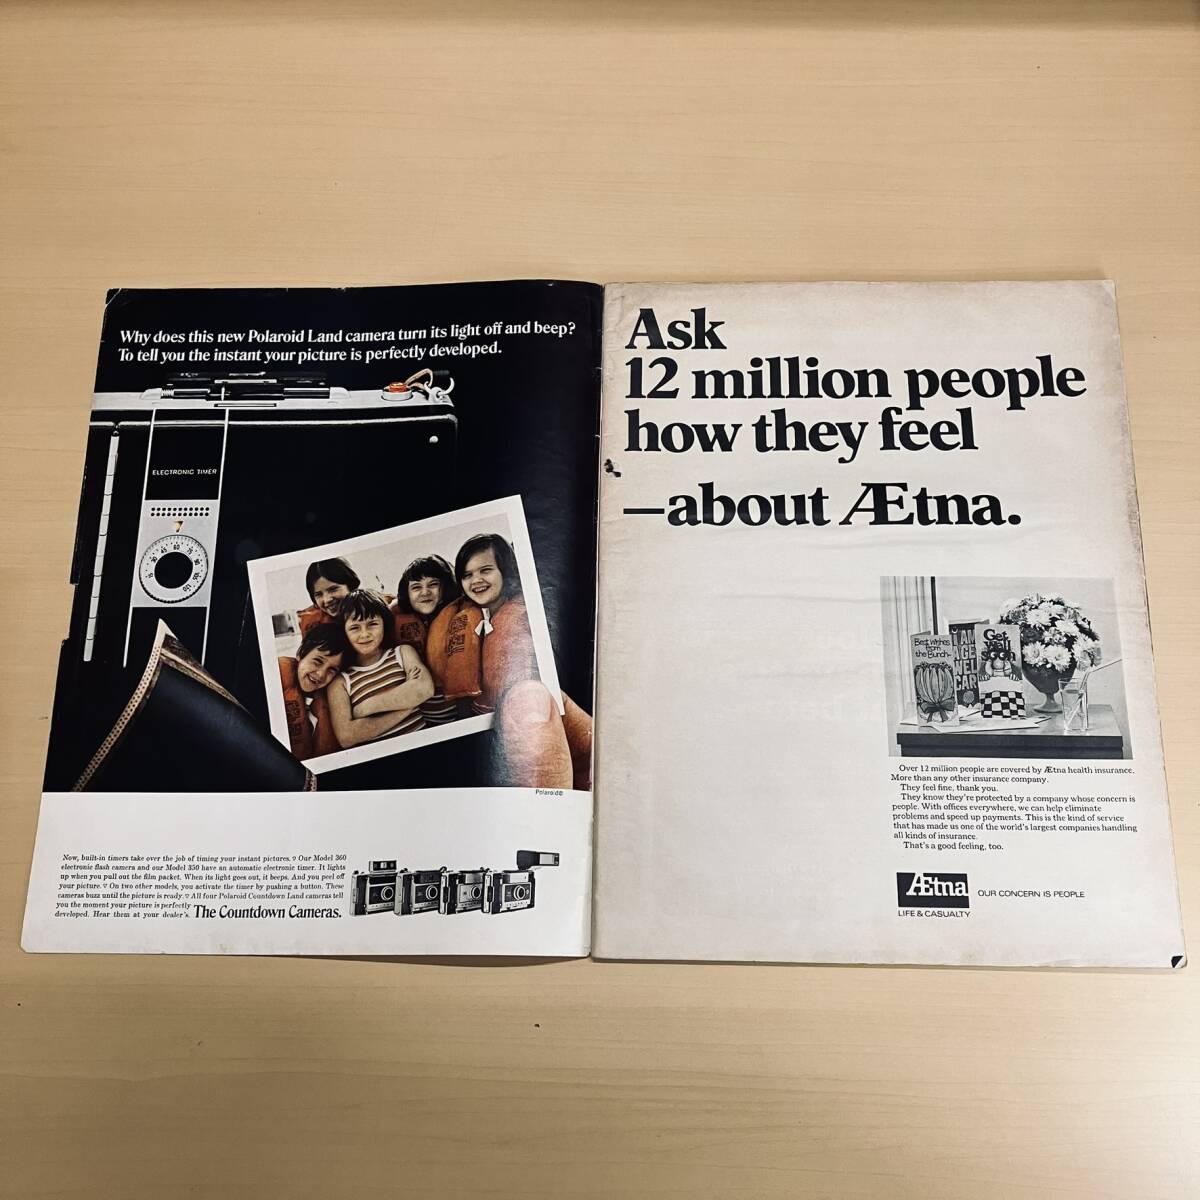 Why does this new Polaroid Land camera turn its light off and beep?
To tell you the instant your picture is perfectly developed.
ELECTRONIC TIMER
15 30 45 60 75 90 105 120
Polaroid®
Now, built-in timers take over the job of timing your instant pictures. Our Model 360
electronic flash camera and our Model 350 have an automatic electronic timer. It lights
up when you pull out the film packet. When its light goes out, it beeps. And you peel off
your picture. On two other models, you activate the timer by pushing a button. These
cameras buzz until the picture is ready. All four Polaroid Countdown Land cameras tell
you the moment your picture is perfectly
developed. Hear them at your dealer's. The Countdown Cameras.
Ask
12 million people
how they feel
—about Ætna.
Best Wishes
from
the Bunch—
Get
Well
Over 12 million people are covered by Ætna health insurance.
More than any other insurance company.
They feel fine, thank you.
They know they're protected by a company whose concern is
people. With offices everywhere, we can help eliminate
problems and speed up payments. This is the kind of service
that has made us one of the world's largest companies handling
all kinds of insurance.
That's a good feeling, too.
Ætna
LIFE & CASUALTY
OUR CONCERN IS PEOPLE